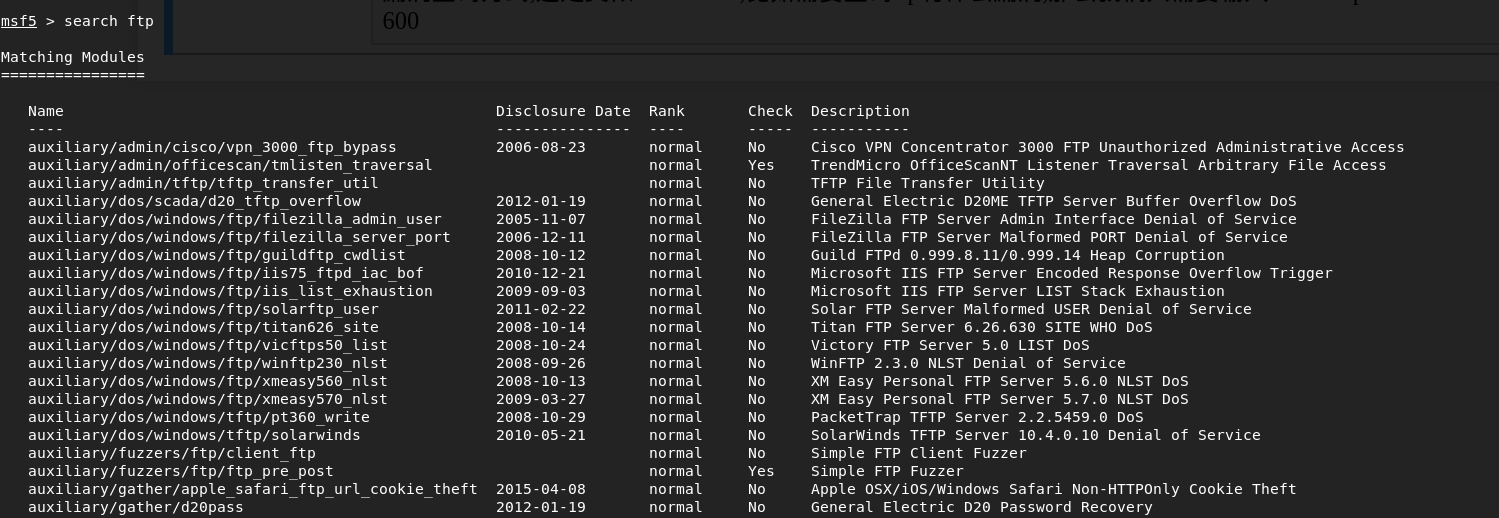 msf5 > search ftp
600
Matching Modules
================
Name Disclosure Date Rank Check Description
---- --------------- ---- ----- -----------
auxiliary/admin/cisco/vpn_3000_ftp_bypass 2006-08-23 normal No Cisco VPN Concentrator 3000 FTP Unauthorized Administrative Access
auxiliary/admin/officescan/tmlisten_traversal normal Yes TrendMicro OfficeScanNT Listener Traversal Arbitrary File Access
auxiliary/admin/tftp/tftp_transfer_util normal No TFTP File Transfer Utility
auxiliary/dos/scada/d20_tftp_overflow 2012-01-19 normal No General Electric D20ME TFTP Server Buffer Overflow DoS
auxiliary/dos/windows/ftp/filezilla_admin_user 2005-11-07 normal No FileZilla FTP Server Admin Interface Denial of Service
auxiliary/dos/windows/ftp/filezilla_server_port 2006-12-11 normal No FileZilla FTP Server Malformed PORT Denial of Service
auxiliary/dos/windows/ftp/guildftp_cwdlist 2008-10-12 normal No Guild FTPd 0.999.8.11/0.999.14 Heap Corruption
auxiliary/dos/windows/ftp/iis75_ftpd_iac_bof 2010-12-21 normal No Microsoft IIS FTP Server Encoded Response Overflow Trigger
auxiliary/dos/windows/ftp/iis_list_exhaustion 2009-09-03 normal No Microsoft IIS FTP Server LIST Stack Exhaustion
auxiliary/dos/windows/ftp/solarftp_user 2011-02-22 normal No Solar FTP Server Malformed USER Denial of Service
auxiliary/dos/windows/ftp/titan626_site 2008-10-14 normal No Titan FTP Server 6.26.630 SITE WHO DoS
auxiliary/dos/windows/ftp/vicftps50_list 2008-10-24 normal No Victory FTP Server 5.0 LIST DoS
auxiliary/dos/windows/ftp/winftp230_nlst 2008-09-26 normal No WinFTP 2.3.0 NLST Denial of Service
auxiliary/dos/windows/ftp/xmeasy560_nlst 2008-10-13 normal No XM Easy Personal FTP Server 5.6.0 NLST DoS
auxiliary/dos/windows/ftp/xmeasy570_nlst 2009-03-27 normal No XM Easy Personal FTP Server 5.7.0 NLST DoS
auxiliary/dos/windows/tftp/pt360_write 2008-10-29 normal No PacketTrap TFTP Server 2.2.5459.0 DoS
auxiliary/dos/windows/tftp/solarwinds 2010-05-21 normal No SolarWinds TFTP Server 10.4.0.10 Denial of Service
auxiliary/fuzzers/ftp/client_ftp normal No Simple FTP Client Fuzzer
auxiliary/fuzzers/ftp/ftp_pre_post normal Yes Simple FTP Fuzzer
auxiliary/gather/apple_safari_ftp_url_cookie_theft 2015-04-08 normal No Apple OSX/iOS/Windows Safari Non-HTTPOnly Cookie Theft
auxiliary/gather/d20pass 2012-01-19 normal No General Electric D20 Password Recovery